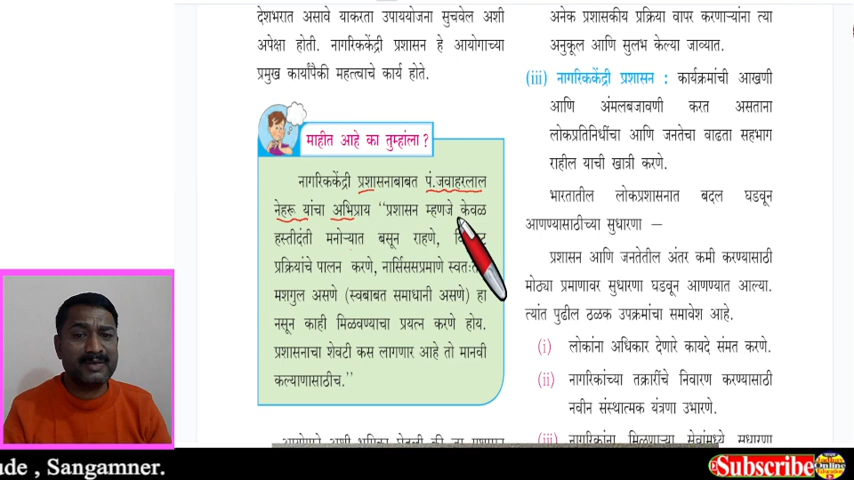 देशभरात असावे याकरता उपाययोजना सुचवेल अशी
अपेक्षा होती. नागरिककेंद्री प्रशासन हे आयोगाच्या
प्रमुख कार्यांपैकी महत्त्वाचे कार्य होते.
माहीत आहे का तुम्हांला ?
नागरिककेंद्री प्रशासनाबाबत पं.जवाहरलाल
नेहरू यांचा अभिप्राय ‘‘प्रशासन म्हणजे केवळ
हस्तीदंती मनोऱ्यात बसून राहणे,
प्रक्रियांचे पालन करणे, नार्सिससप्रमाणे
मशगुल असणे (स्वबाबत समाधानी असणे) हा
नसून काही मिळवण्याचा प्रयत्न करणे होय.
प्रशासनाचा शेवटी कस लागणार आहे तो मानवी
कल्याणासाठीच.’’
अनेक प्रशासकीय प्रक्रिया वापर करणाऱ्यांना त्या
अनुकूल आणि सुलभ केल्या जाव्यात.
(iii) नागरिककेंद्री प्रशासन : कार्यक्रमांची आखणी
आणि अंमलबजावणी करत असताना
लोकप्रतिनिधींचा आणि जनतेचा वाढता सहभाग
राहील याची खात्री करणे.
भारतातील लोकप्रशासनात बदल घडवून
आणण्यासाठीच्या सुधारणा –
प्रशासन आणि जनतेतील अंतर कमी करण्यासाठी
मोठ्या प्रमाणावर सुधारणा घडवून आणण्यात आल्या.
त्यांत पुढील ठळक उपक्रमांचा समावेश आहे.
(i) लोकांना अधिकार देणारे कायदे संमत करणे.
(ii) नागरिकांच्या तक्रारींचे निवारण करण्यासाठी
नवीन संस्थात्मक यंत्रणा उभारणे.
(iii) नागरिकांना मिळणाऱ्या सेवांमध्ये सुधारणा
ude , Sangamner.
Subscribe
Online